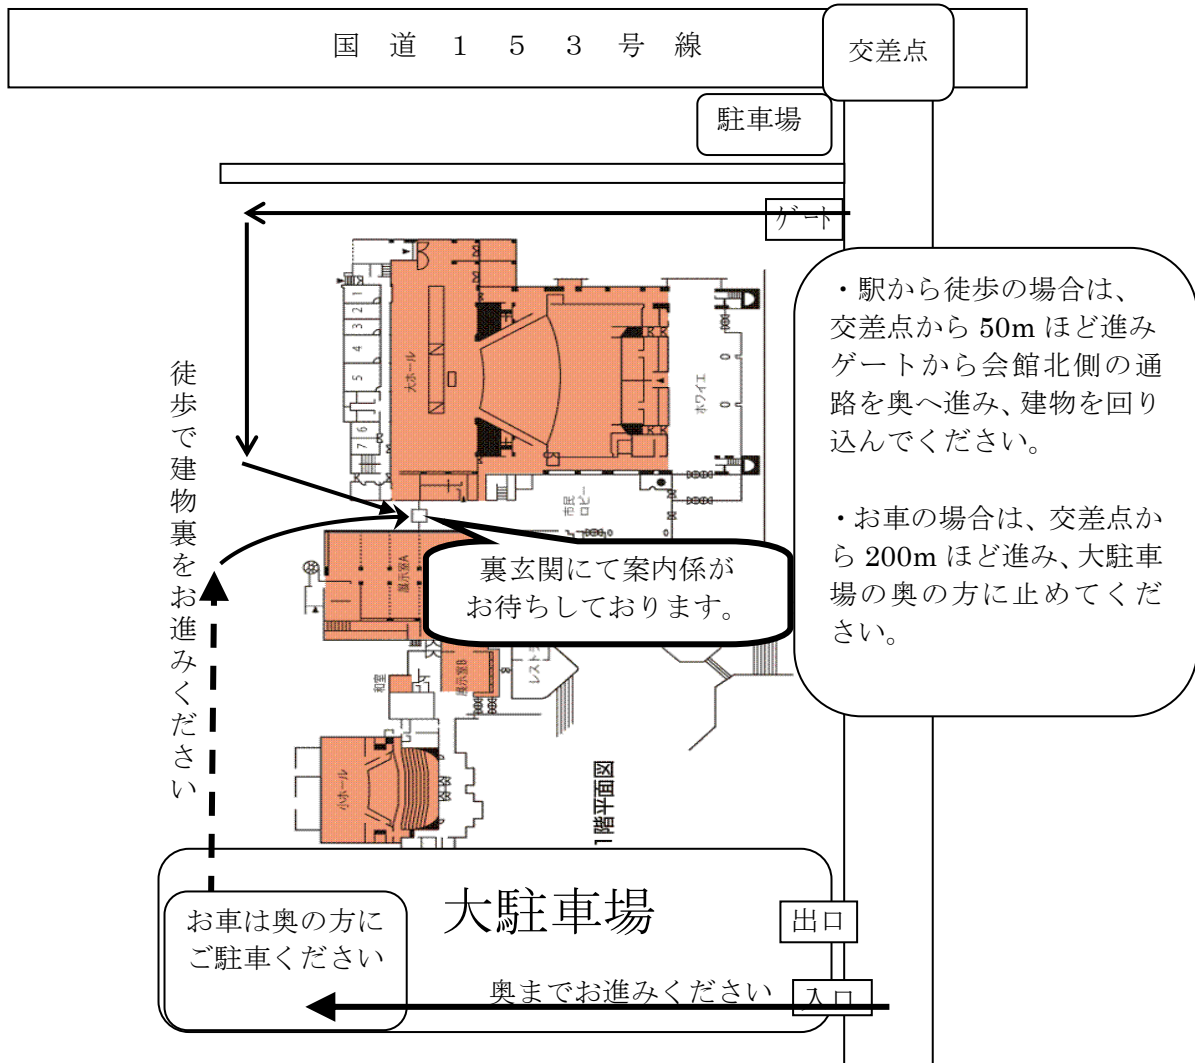 国 道 １ ５ ３ 号 線
交差点
駐車場
ゲート
・駅から徒歩の場合は、
交差点から 50m ほど進み
ゲートから会館北側の通
路を奥へ進み、建物を回り
込んでください。
・お車の場合は、交差点か
ら 200m ほど進み、大駐車
場の奥の方に止めてくだ
さい。
1
2
3
4
5
6
7
大ホール
ホワイエ
市民
ロビー
徒歩で建物裏をお進みください
展示室A
裏玄関にて案内係が
お待ちしております。
和室
展示室B
レストラ
小ホール
1階平面図
大駐車場
お車は奥の方に
ご駐車ください
出口
奥までお進みください
入口